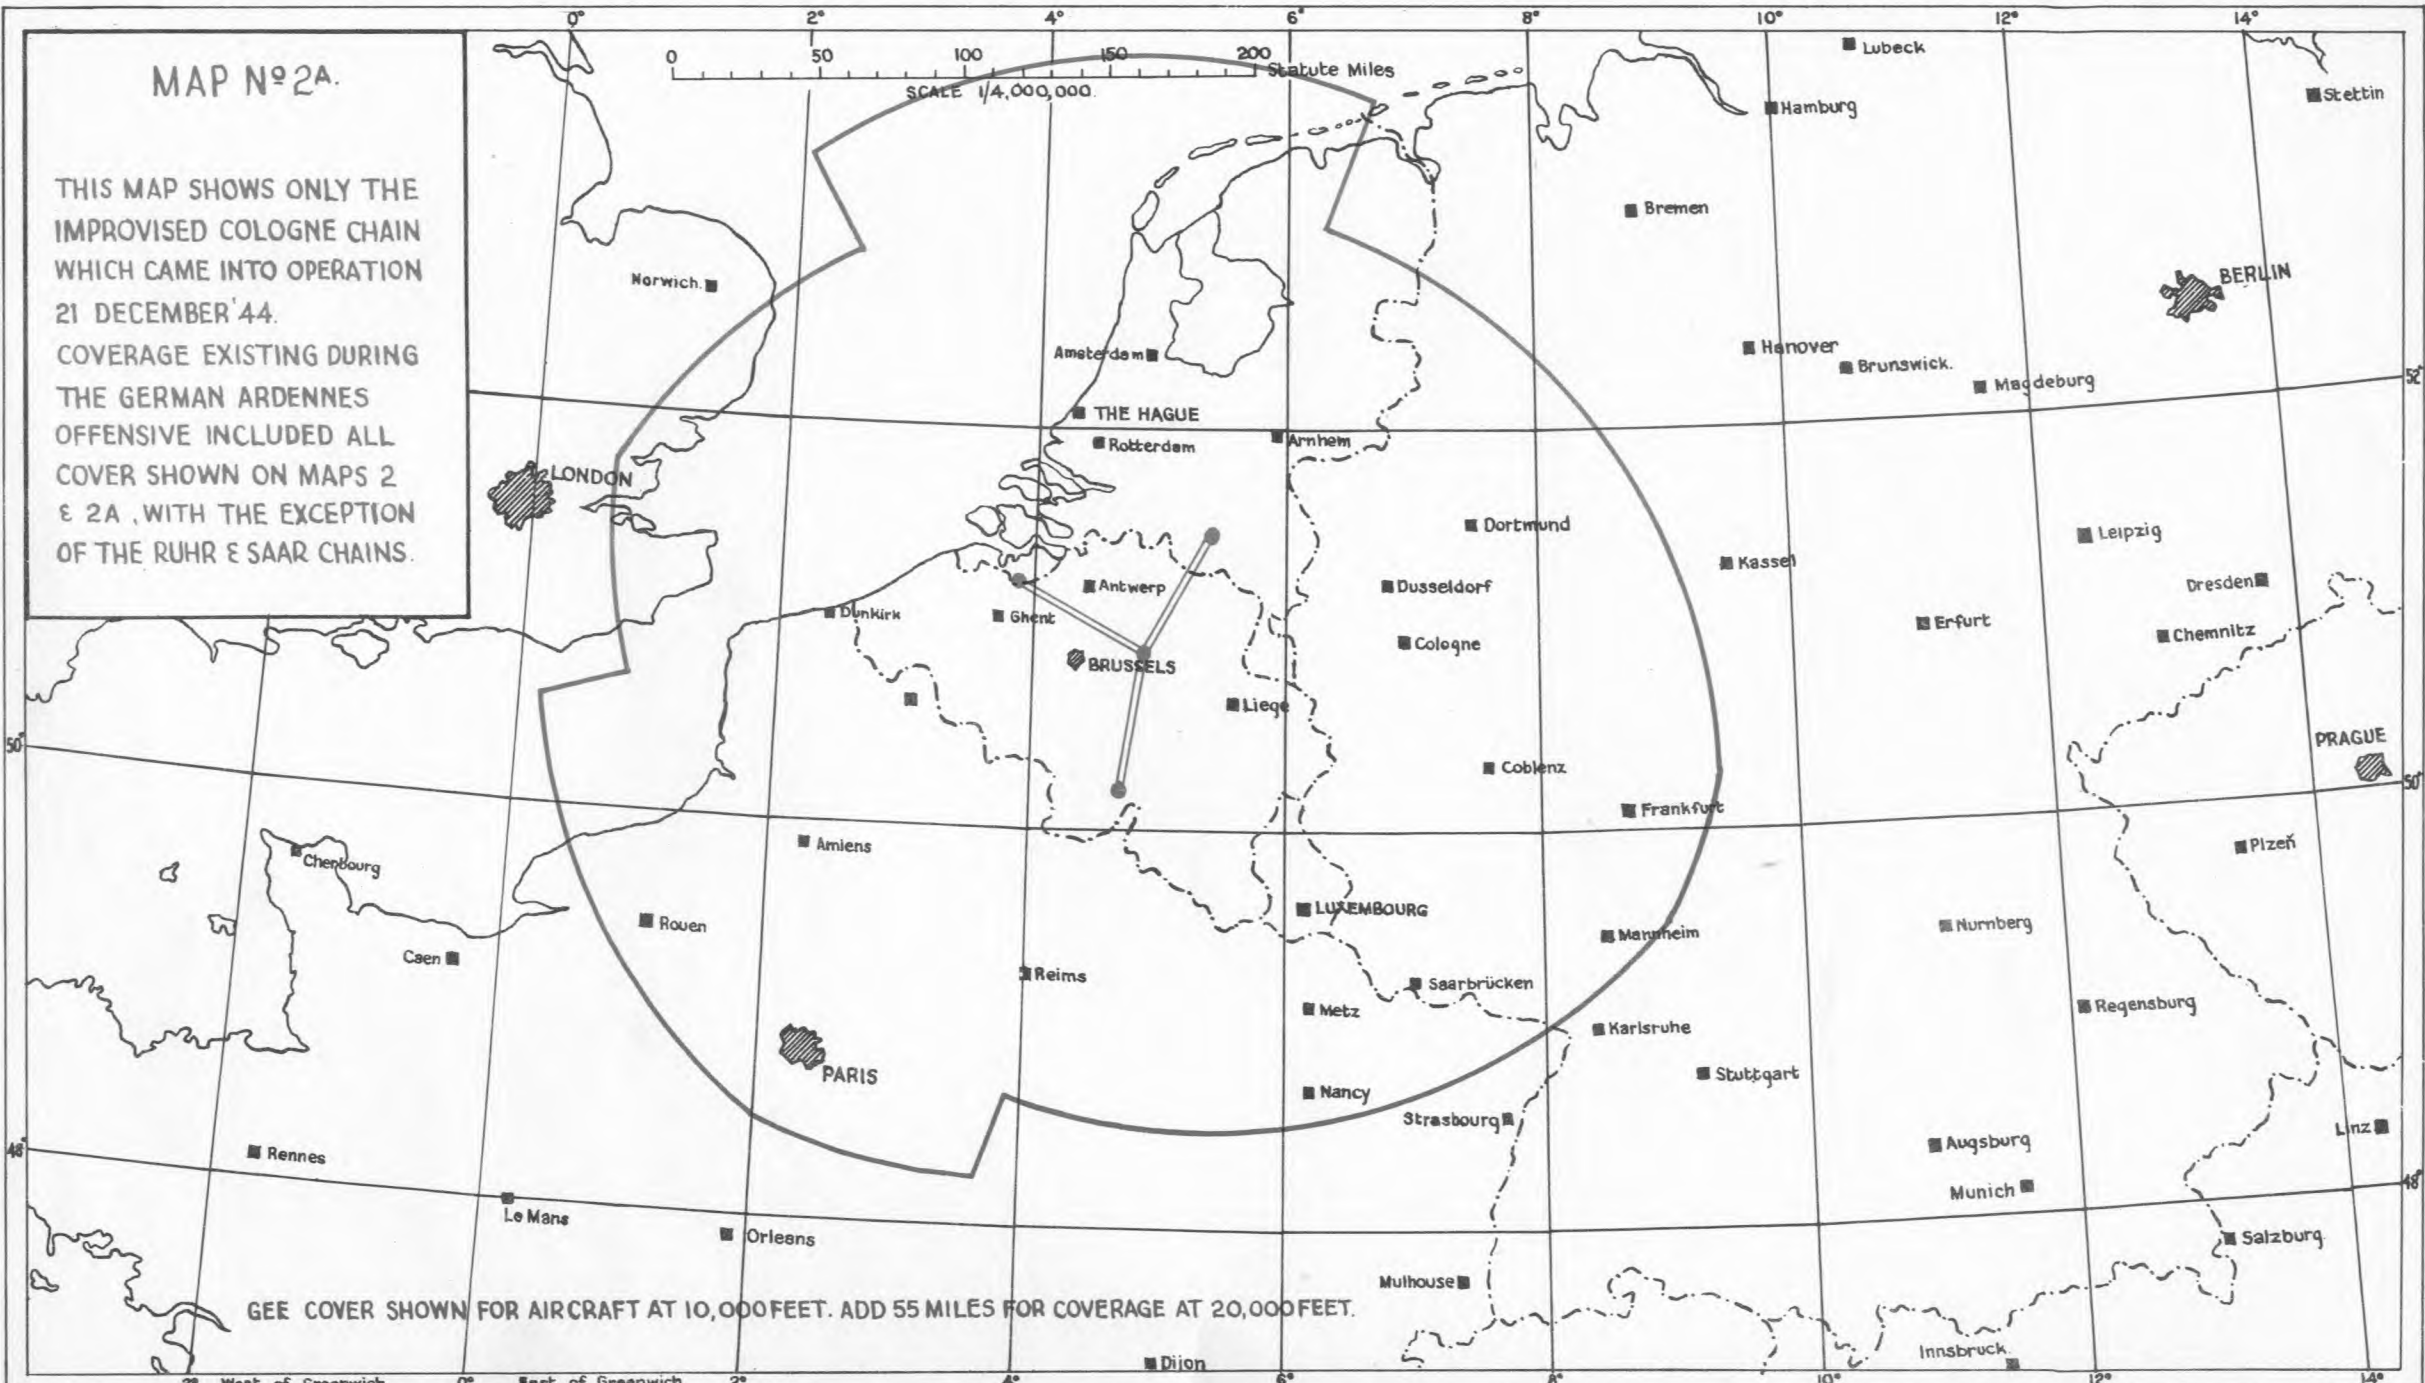 0° 2° 4° 6° 8° 10° 12° 14°
MAP Nº 2A.
THIS MAP SHOWS ONLY THE
IMPROVISED COLOGNE CHAIN
WHICH CAME INTO OPERATION
21 DECEMBER '44.
COVERAGE EXISTING DURING
THE GERMAN ARDENNES
OFFENSIVE INCLUDED ALL
COVER SHOWN ON MAPS 2
& 2A, WITH THE EXCEPTION
OF THE RUHR & SAAR CHAINS.
0 50 100 150 200
Statute Miles
SCALE 1/4,000,000.
Lubeck
Stettin
Hamburg
Bremen
Norwich.
BERLIN
Amsterdam
Hanover
Brunswick.
Magdeburg
52°
THE HAGUE
Rotterdam
Arnhem
LONDON
Dortmund
Leipzig
Kassel
Antwerp
Dusseldorf
Dresden
Dunkirk
Ghent
Erfurt
Chemnitz
Cologne
BRUSSELS
Liege
50°
PRAGUE
Coblenz
50°
Frankfurt
Amiens
Plzeň
Cherbourg
LUXEMBOURG
Rouen
Mannheim
Nurnberg
Caen
Reims
Saarbrücken
Metz
Regensburg
Karlsruhe
PARIS
Stuttgart
Nancy
Strasbourg
Linz
48°
Rennes
Augsburg
Munich
48°
Le Mans
Orleans
Salzburg
Mulhouse
GEE COVER SHOWN FOR AIRCRAFT AT 10,000 FEET. ADD 55 MILES FOR COVERAGE AT 20,000 FEET.
Innsbruck.
Dijon
2° West of Greenwich 0° East of Greenwich 2° 4° 6° 8° 10° 12° 14°